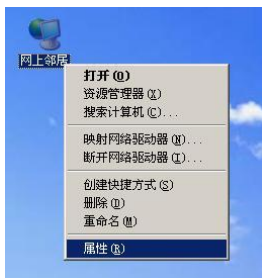 网上邻居
打开(O)
资源管理器(X)
搜索计算机(C)...
映射网络驱动器(N)...
断开网络驱动器(I)...
创建快捷方式(S)
删除(D)
重命名(M)
属性(R)